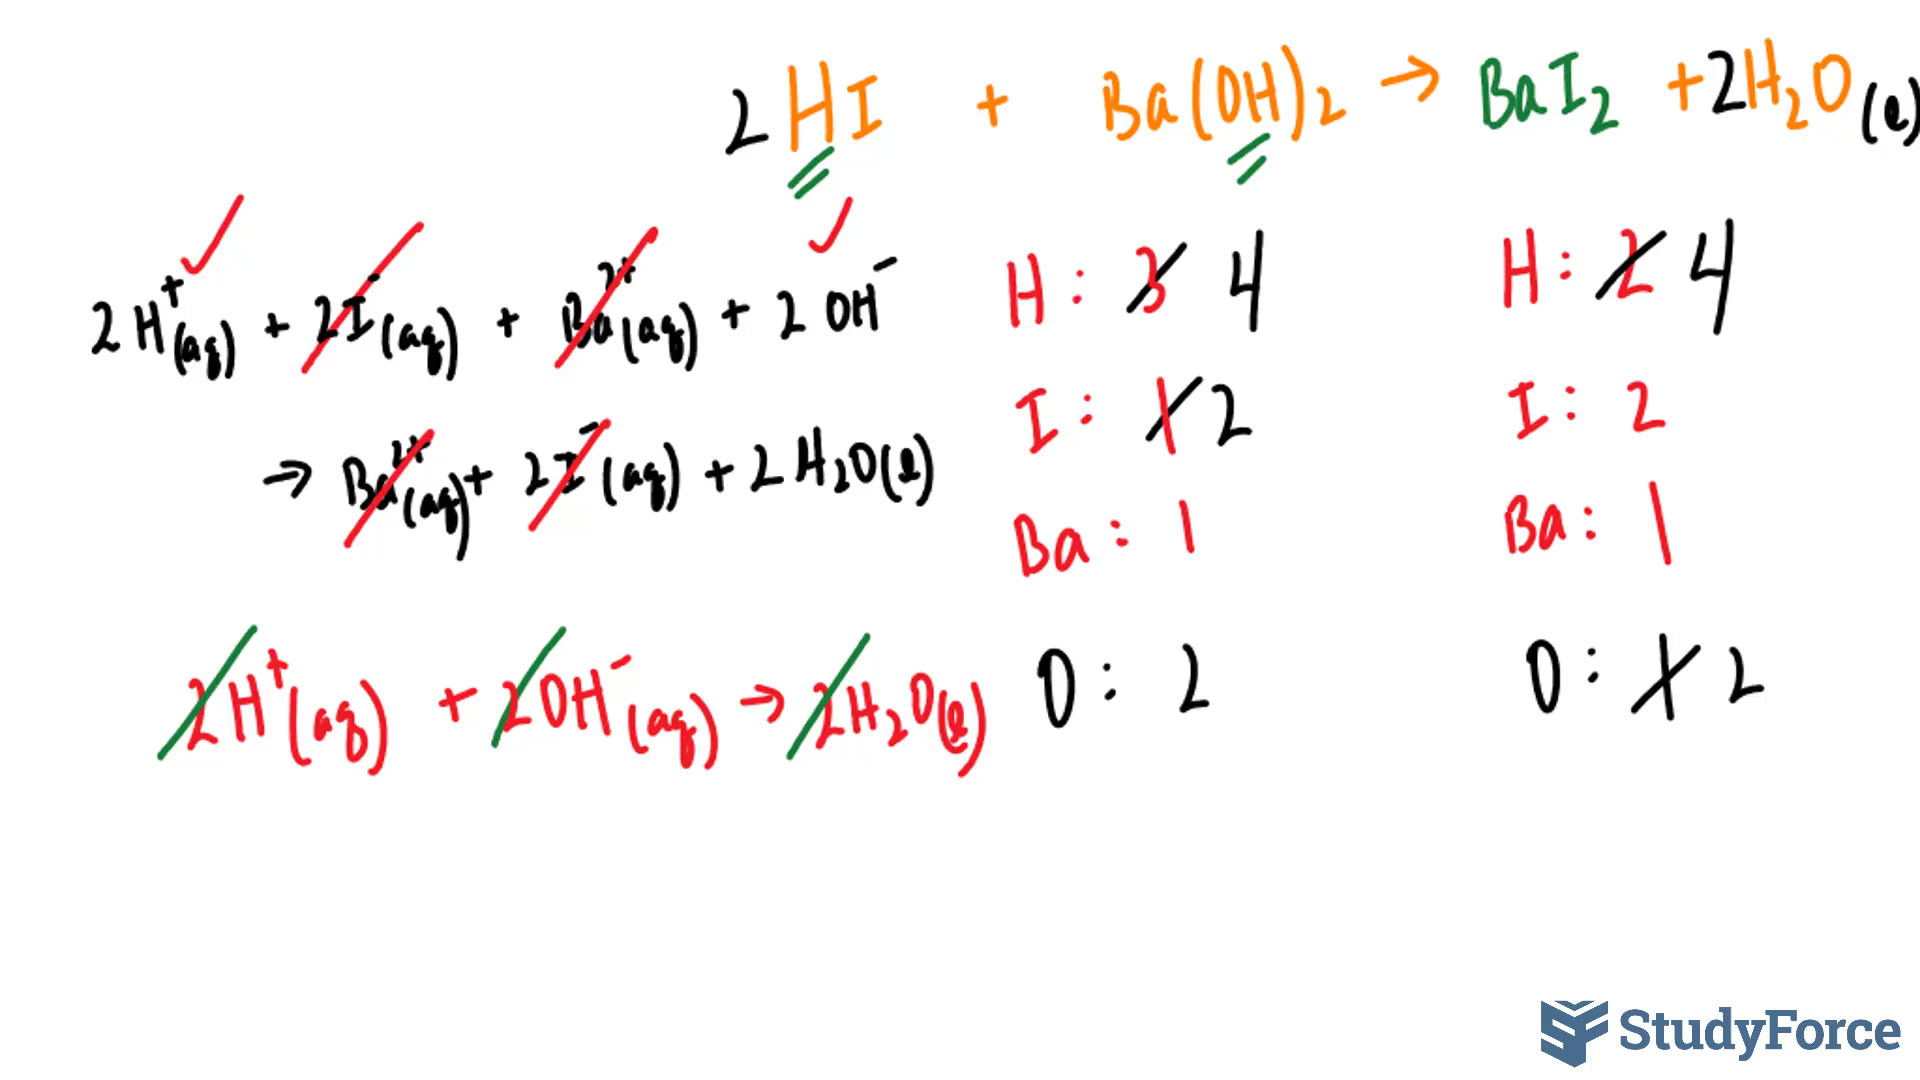 2HI + Ba(OH)₂ → BaI₂ + 2H₂O(l)
2H⁺(aq) + 2I⁻(aq) + Ba²⁺(aq) + 2OH⁻
→ Ba²⁺(aq) + 2I⁻(aq) + 2H₂O(l)
2H⁺(aq) + 2OH⁻(aq) → 2H₂O(l)
H: 3 4
I: 1 2
Ba: 1
O: 2
H: 2 4
I: 2
Ba: 1
O: 1 2
StudyForce